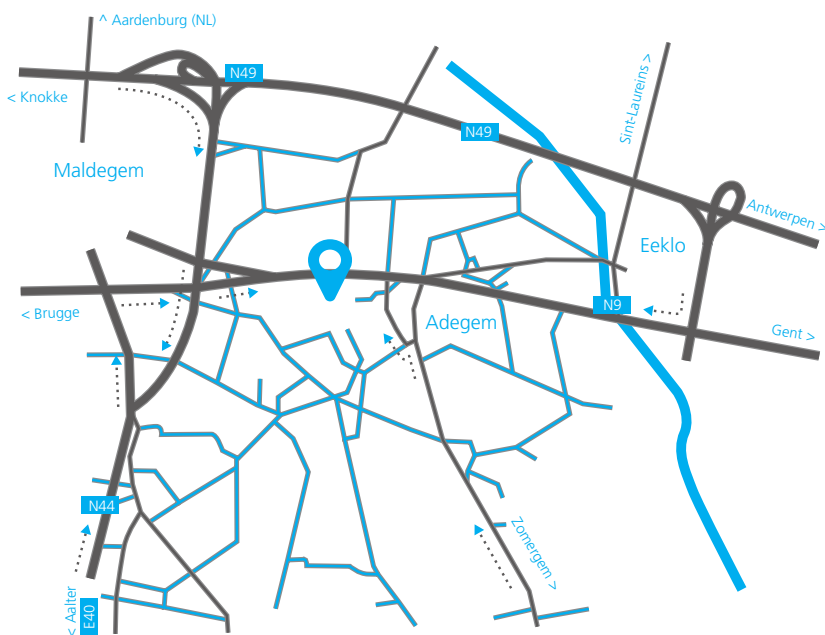 ^ Aardenburg (NL)
N49
< Knokke
Sint-Laureins >
N49
Maldegem
Antwerpen >
Eeklo
N9
< Brugge
Adegem
Gent >
N44
Zomergem >
< Aalter
E40